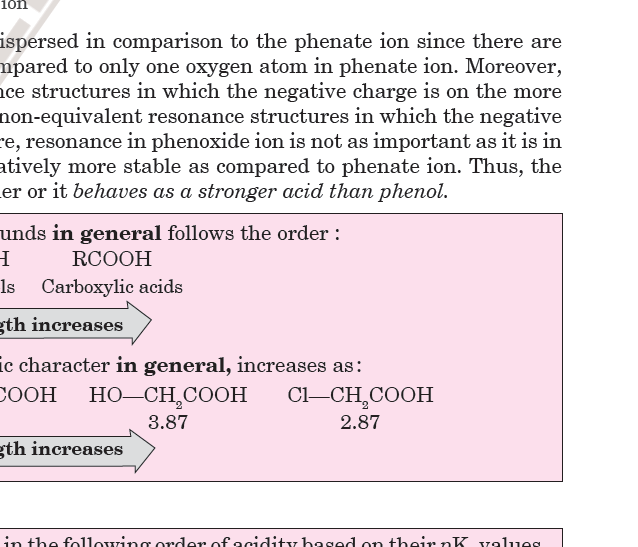 ion
ispersed in comparison to the phenate ion since there are
mpared to only one oxygen atom in phenate ion. Moreover,
nce structures in which the negative charge is on the more
non-equivalent resonance structures in which the negative
re, resonance in phenoxide ion is not as important as it is in
atively more stable as compared to phenate ion. Thus, the
er or it behaves as a stronger acid than phenol.
unds in general follows the order :
H RCOOH
ls Carboxylic acids
gth increases
ic character in general, increases as:
COOH HO—CH₂COOH Cl—CH₂COOH
3.87 2.87
gth increases
in the following order of acidity based on their pKₐ values